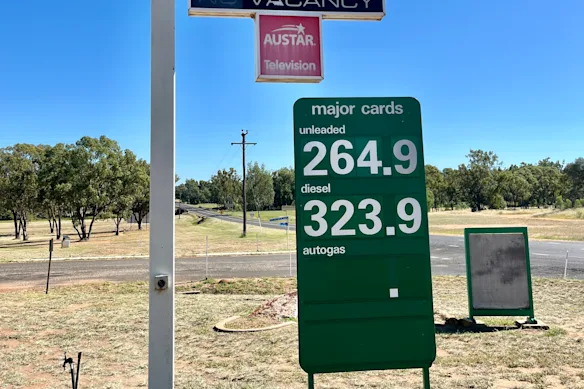 VACANCY
AUSTAR
Television
major cards
unleaded
264.9
diesel
323.9
autogas